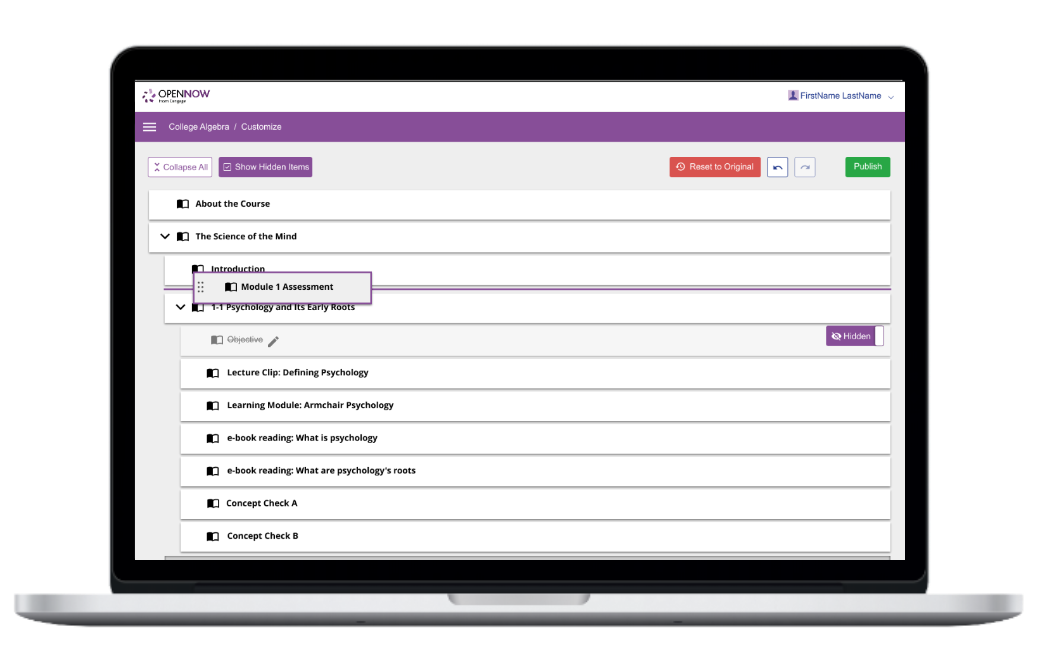 OPENNOW
from Cengage
FirstName LastName
College Algebra / Customize
Collapse All
Show Hidden Items
Reset to Original
Publish
About the Course
The Science of the Mind
Introduction
Module 1 Assessment
1-1 Psychology and Its Early Roots
Objective
Hidden
Lecture Clip: Defining Psychology
Learning Module: Armchair Psychology
e-book reading: What is psychology
e-book reading: What are psychology's roots
Concept Check A
Concept Check B